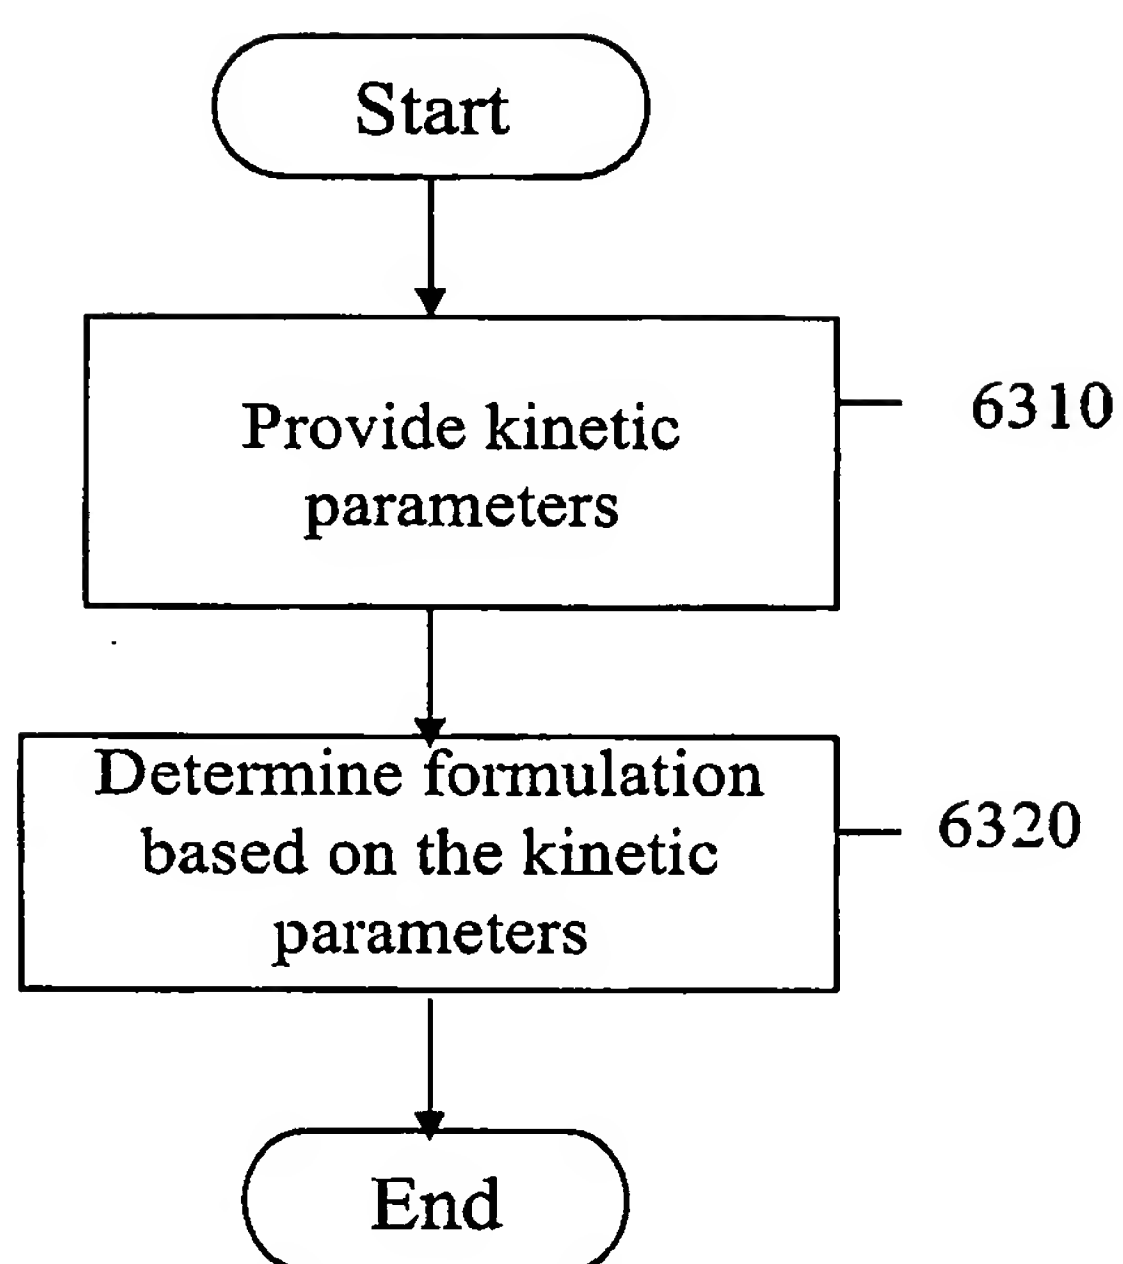 Start
Provide kinetic
parameters
6310
Determine formulation
based on the kinetic
parameters
6320
End